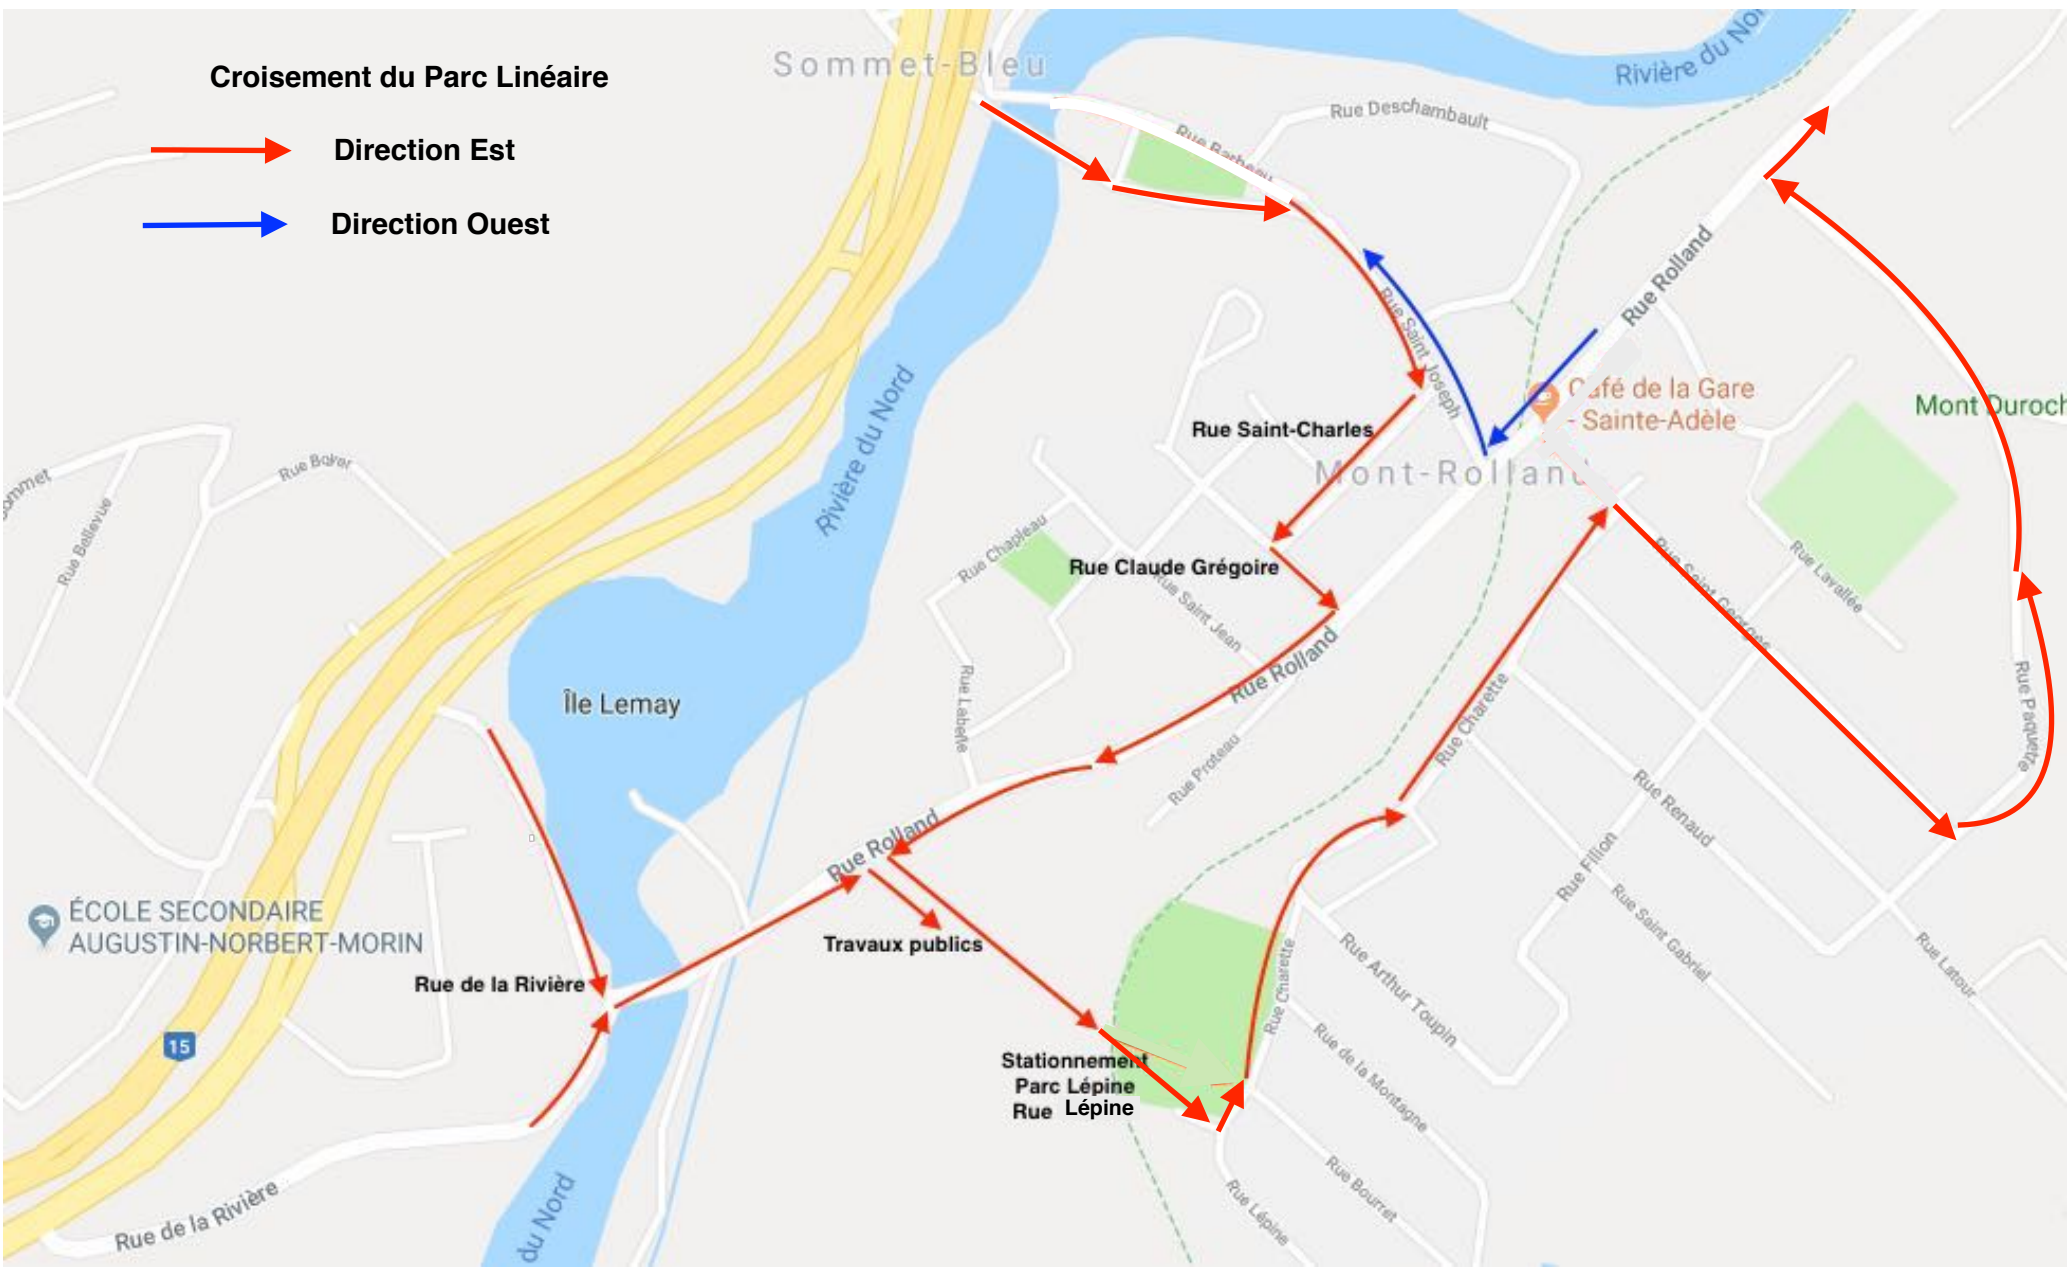 Croisement du Parc Linéaire
Direction Est
Direction Ouest
Sommet-Bleu
Rivière du Nor
Rue Deschambault
Rue Barbeau
Rue Rolland
Rue Saint Joseph
Café de la Gare
- Sainte-Adèle
Mont Duroch
Rue Saint-Charles
Mont-Rolland
Rivière du Nord
Rue Boyer
ommet
Rue Bellevue
Rue Chapleau
Rue Claude Grégoire
Rue Saint Jean
Rue Saint Georges
Rue Lavallée
Rue Rolland
Rue Labelle
Île Lemay
Rue Proteau
Rue Charette
Rue Paquette
Rue Renaud
Rue Rolland
Rue Filion
ÉCOLE SECONDAIRE
AUGUSTIN-NORBERT-MORIN
Travaux publics
Rue de la Rivière
Rue Charette
Rue Arthur Toupin
Rue Saint Gabriel
Rue Latour
15
Stationnement
Parc Lépine
Rue Lépine
Rue de la Montagne
Rue Bourret
Rue Lépine
Rue de la Rivière
du Nord